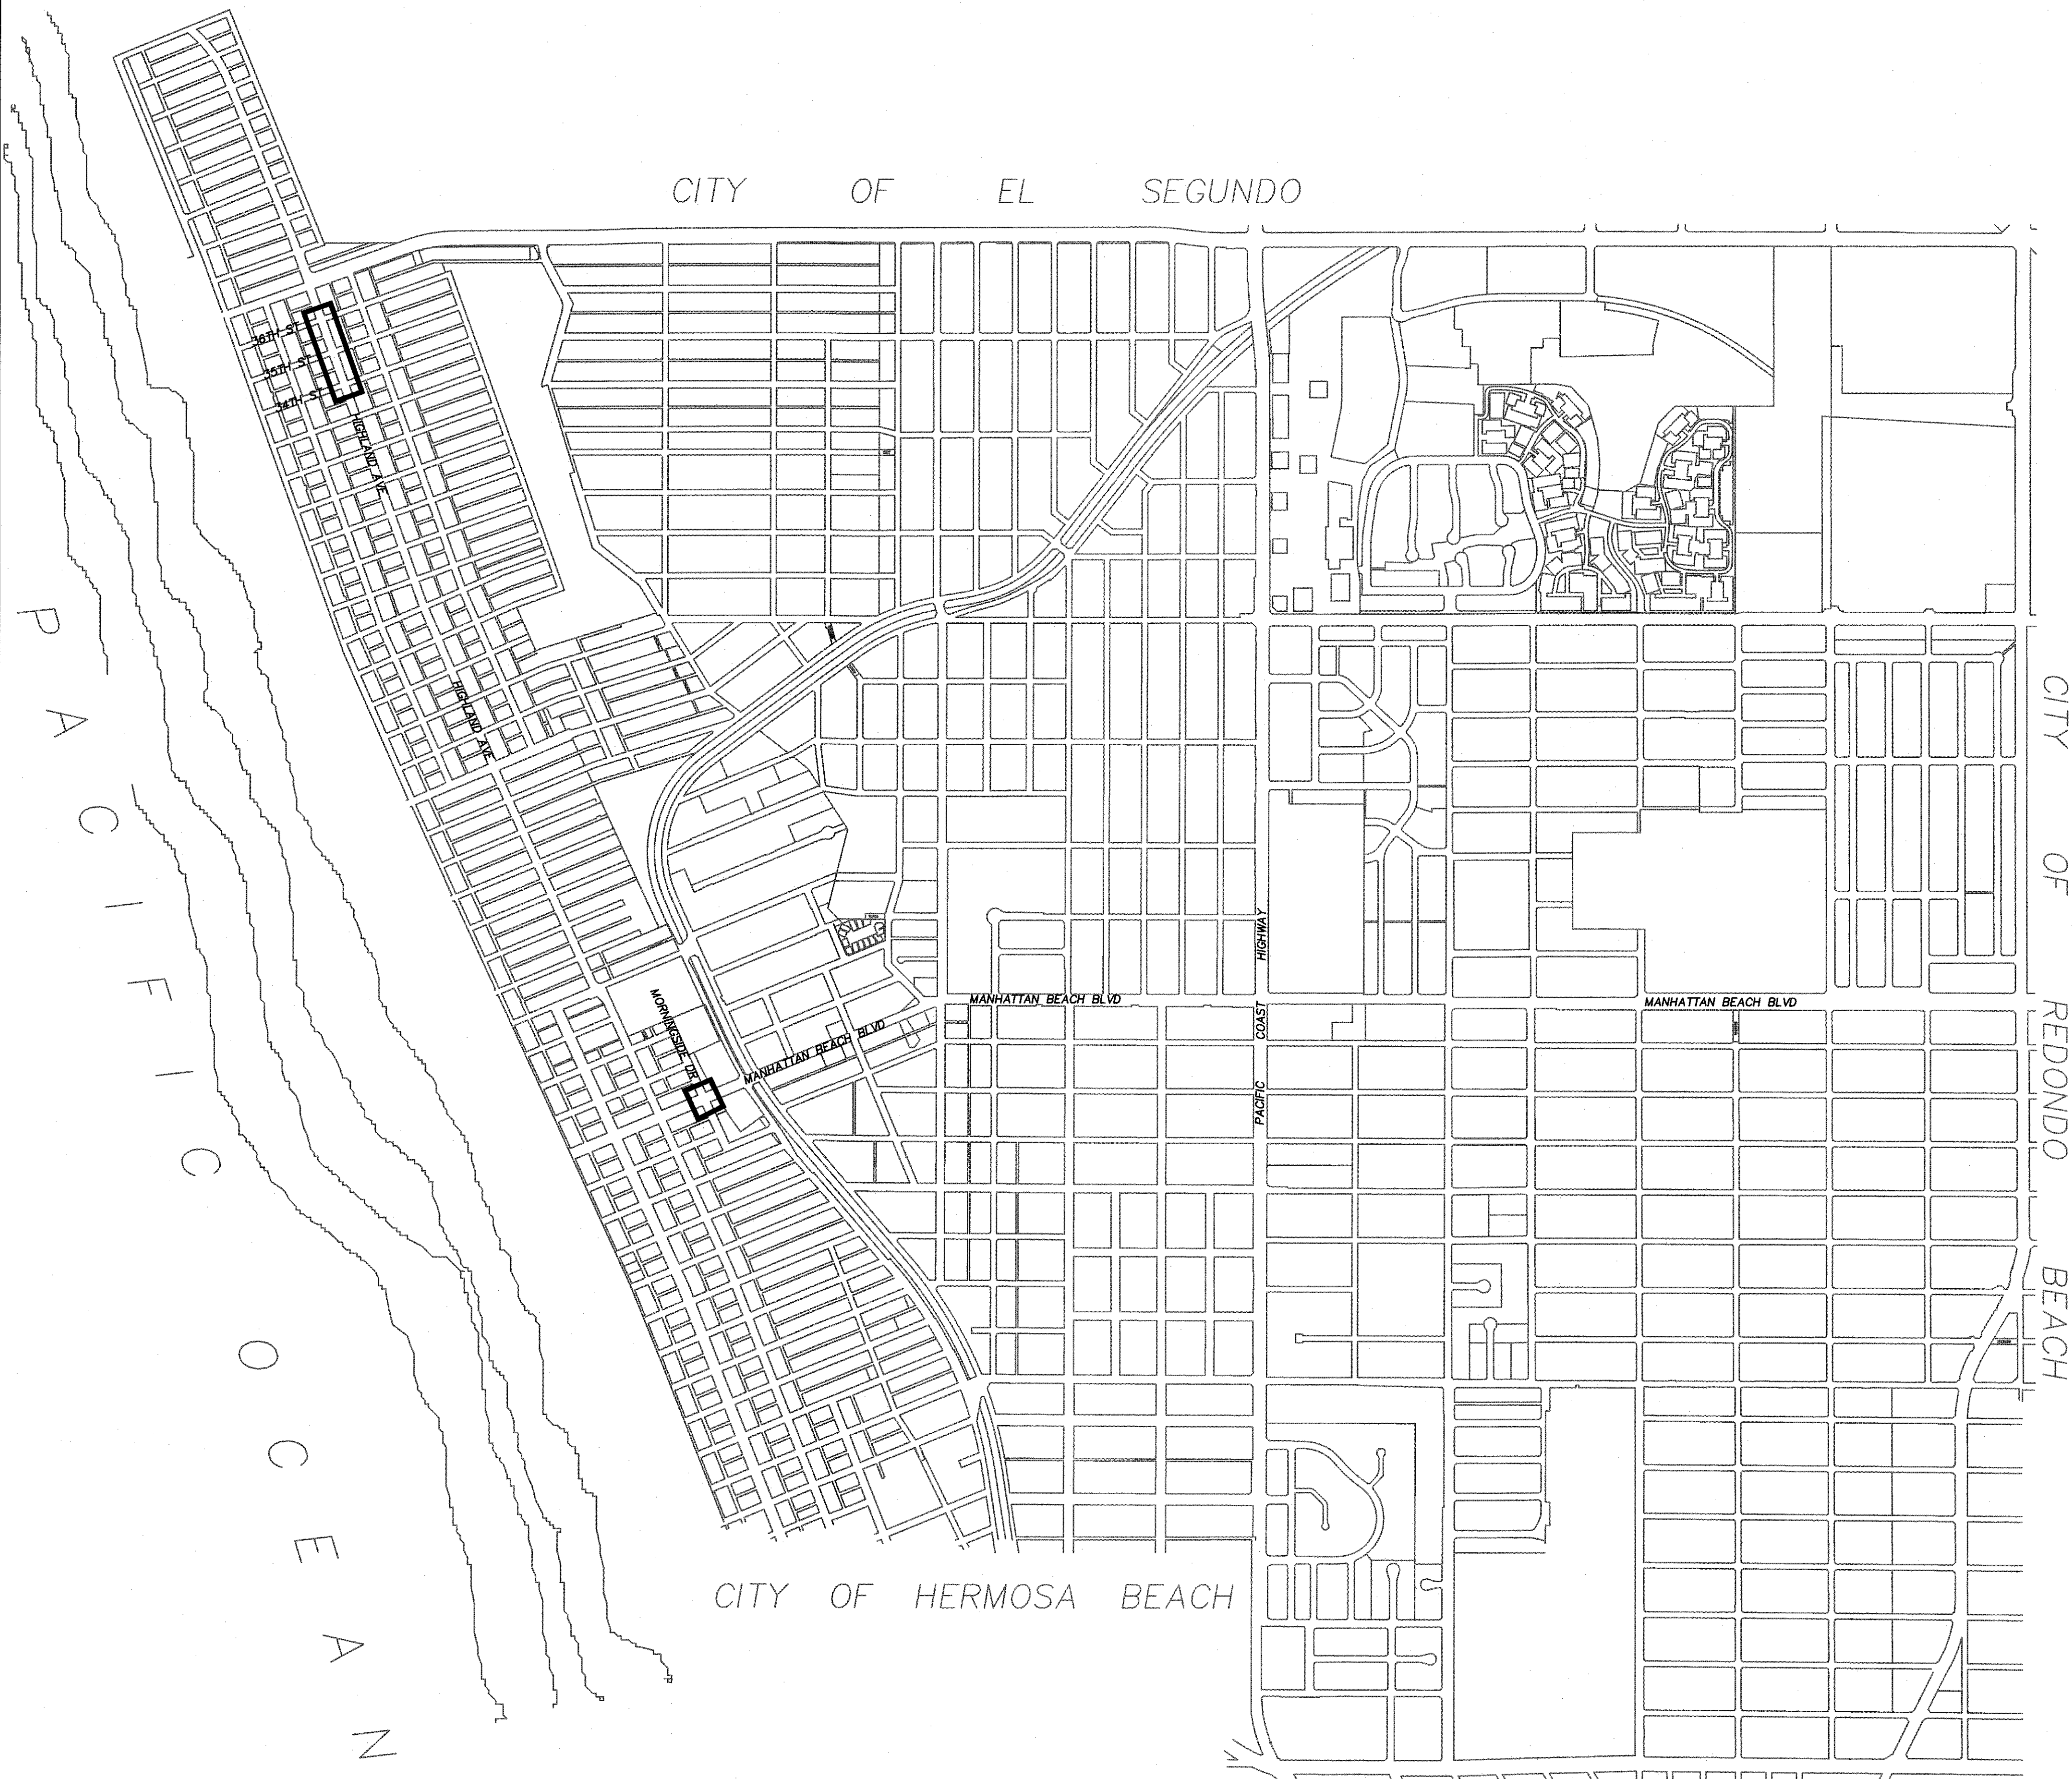 CITY OF EL SEGUNDO
36TH ST
35TH ST
34TH ST
HIGHLAND AVE
HIGHLAND AVE
PACIFIC OCEAN
MORNINGSIDE DR
MANHATTAN BEACH BLVD
MANHATTAN BEACH BLVD
PACIFIC COAST HIGHWAY
MANHATTAN BEACH BLVD
CITY OF REDONDO BEACH
CITY OF HERMOSA BEACH